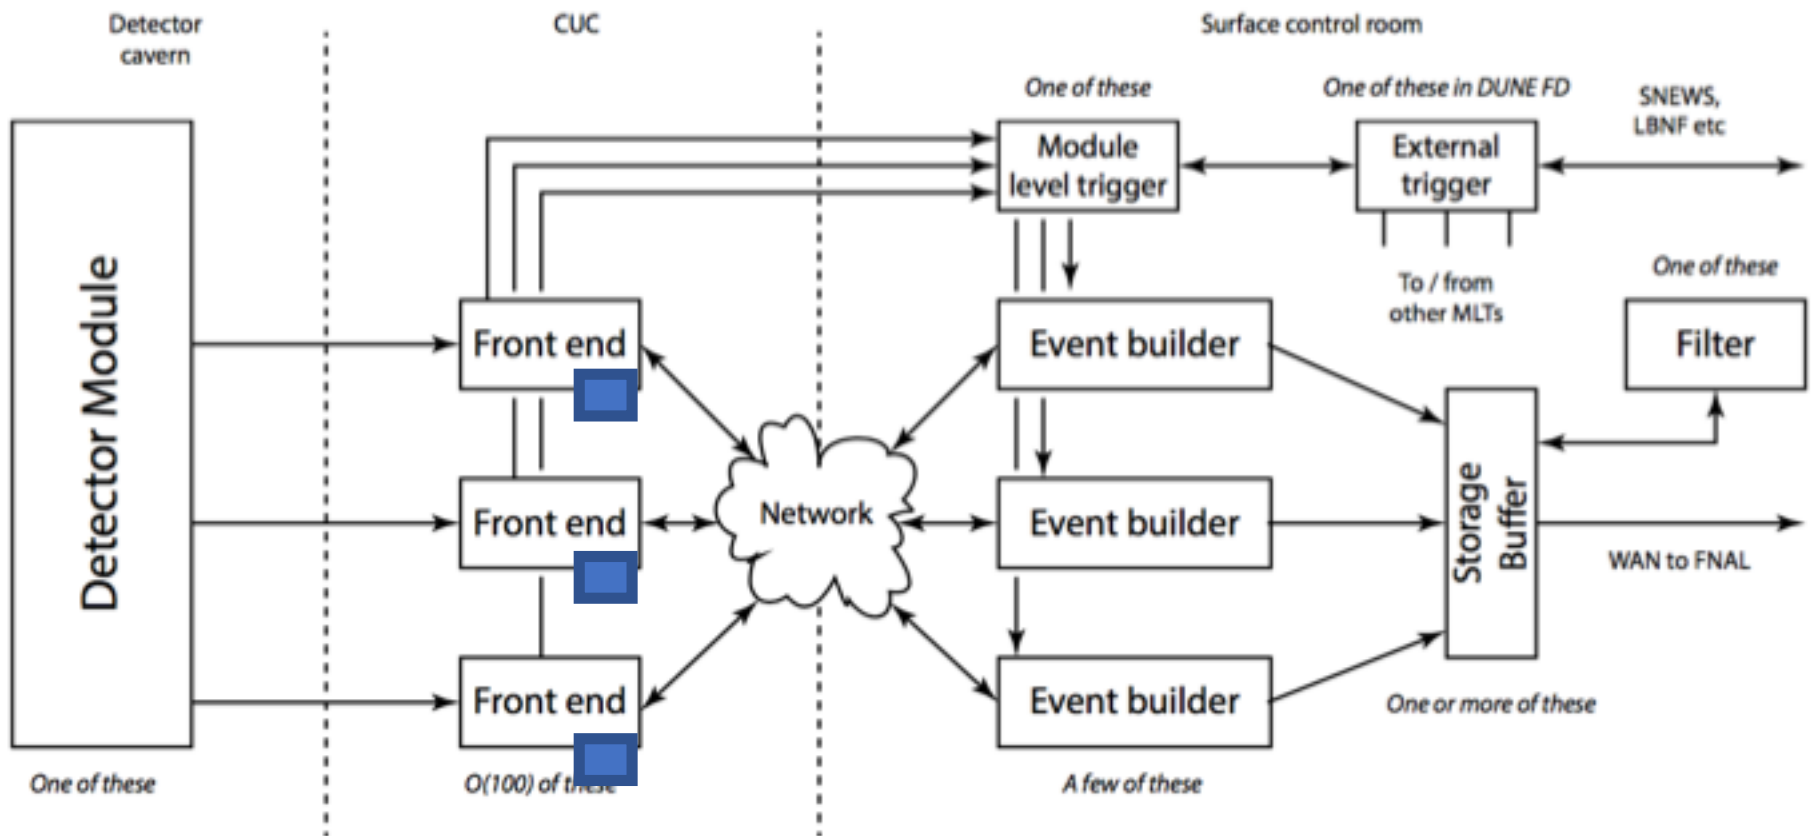 Detector
cavern
CUC
Surface control room
One of these
One of these in DUNE FD
SNEWS,
LBNF etc
Module
level trigger
External
trigger
To / from
other MLTs
One of these
Detector Module
Front end
Event builder
Filter
Front end
Network
Event builder
Storage
Buffer
WAN to FNAL
Front end
Event builder
One or more of these
One of these
O(100) of these
A few of these